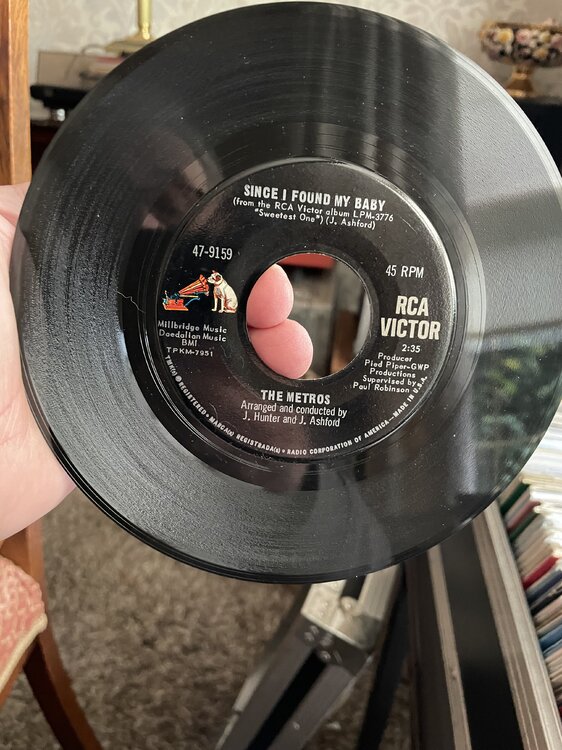 SINCE I FOUND MY BABY
(from the RCA Victor album LPM-3776
"Sweetest One") (J. Ashford)
47-9159
45 RPM
RCA
VICTOR
Millbridge Music
Daedalian Music
BMI
TPKM-7951
2:35
Producer
Pied Piper-GWP
Productions
Supervised by
Paul Robinson
THE METROS
Arranged and conducted by
J. Hunter and J. Ashford
TMK(s) ® REGISTERED • MARCA(s) REGISTRADA(s) • RADIO CORPORATION OF AMERICA—MADE IN U.S.A.